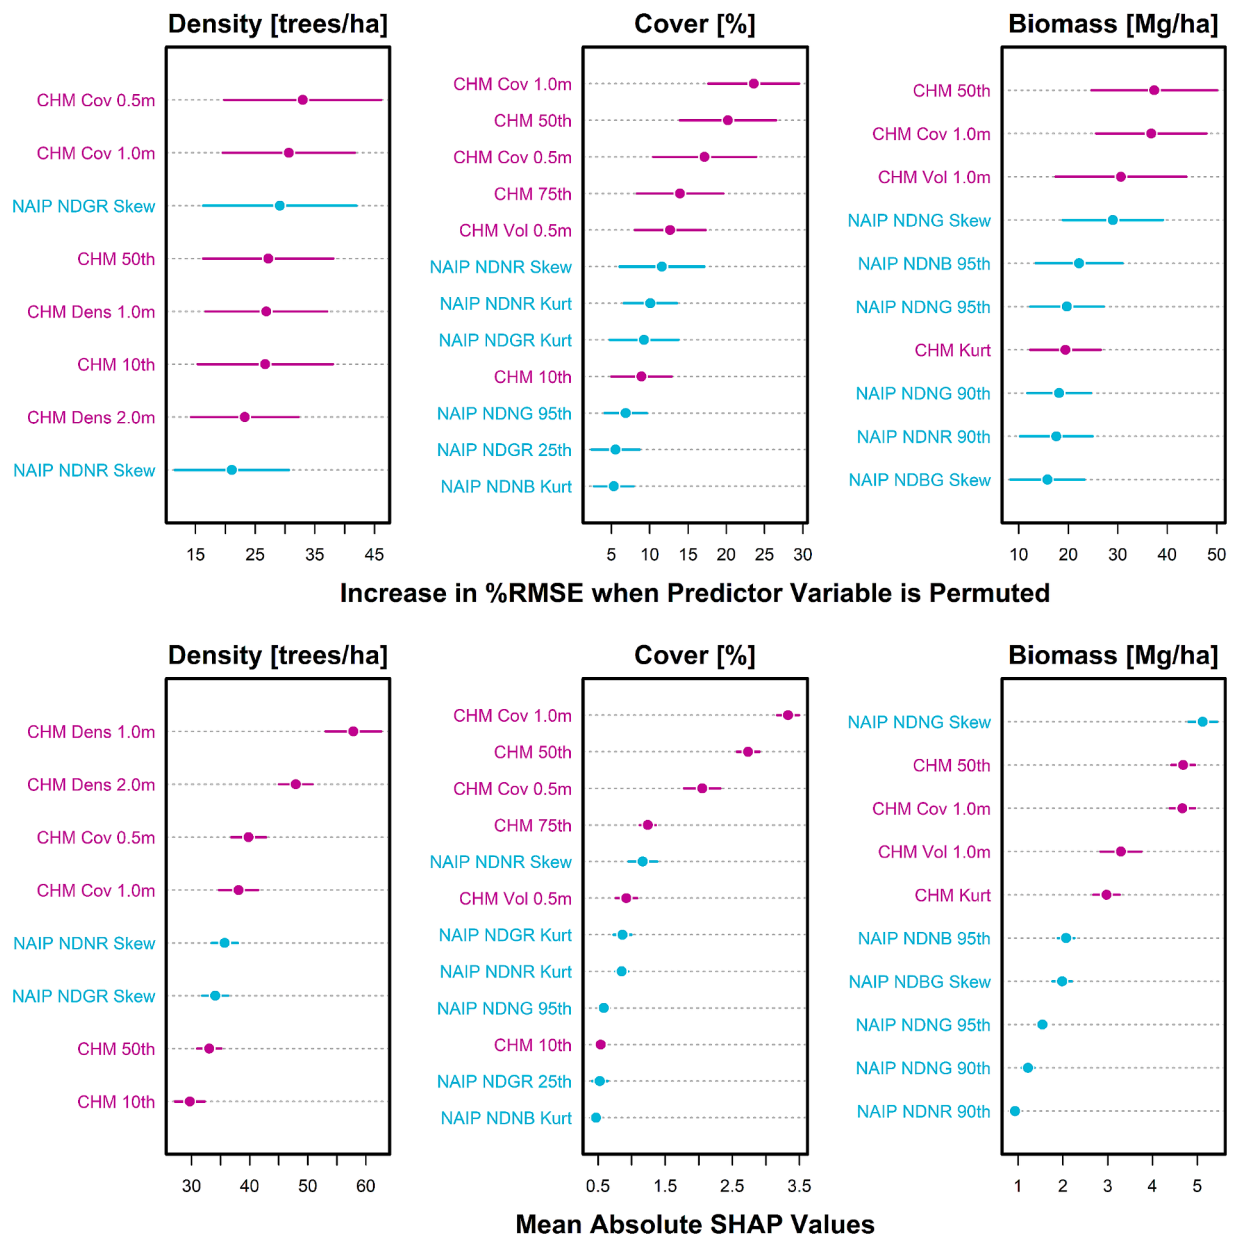 Density [trees/ha]
CHM Cov 0.5m
CHM Cov 1.0m
NAIP NDGR Skew
CHM 50th
CHM Dens 1.0m
CHM 10th
CHM Dens 2.0m
NAIP NDNR Skew
15 25 35 45
Cover [%]
CHM Cov 1.0m
CHM 50th
CHM Cov 0.5m
CHM 75th
CHM Vol 0.5m
NAIP NDNR Skew
NAIP NDNR Kurt
NAIP NDGR Kurt
CHM 10th
NAIP NDNG 95th
NAIP NDGR 25th
NAIP NDNB Kurt
5 10 15 20 25 30
Biomass [Mg/ha]
CHM 50th
CHM Cov 1.0m
CHM Vol 1.0m
NAIP NDNG Skew
NAIP NDNB 95th
NAIP NDNG 95th
CHM Kurt
NAIP NDNG 90th
NAIP NDNR 90th
NAIP NDBG Skew
10 20 30 40 50
Increase in %RMSE when Predictor Variable is Permuted
Density [trees/ha]
CHM Dens 1.0m
CHM Dens 2.0m
CHM Cov 0.5m
CHM Cov 1.0m
NAIP NDNR Skew
NAIP NDGR Skew
CHM 50th
CHM 10th
30 40 50 60
Cover [%]
CHM Cov 1.0m
CHM 50th
CHM Cov 0.5m
CHM 75th
NAIP NDNR Skew
CHM Vol 0.5m
NAIP NDGR Kurt
NAIP NDNR Kurt
NAIP NDNG 95th
CHM 10th
NAIP NDGR 25th
NAIP NDNB Kurt
0.5 1.5 2.5 3.5
Biomass [Mg/ha]
NAIP NDNG Skew
CHM 50th
CHM Cov 1.0m
CHM Vol 1.0m
CHM Kurt
NAIP NDNB 95th
NAIP NDBG Skew
NAIP NDNG 95th
NAIP NDNG 90th
NAIP NDNR 90th
1 2 3 4 5
Mean Absolute SHAP Values